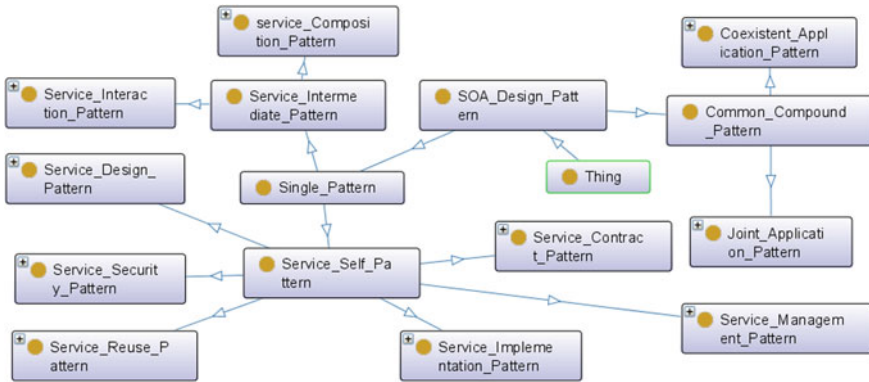 service_Composi
tion_Pattern
Coexistent_Appl
ication_Pattern
Service_Interac
tion_Pattern
Service_Interme
diate_Pattern
SOA_Design_Patt
ern
Common_Compound
_Pattern
Service_Design_
Pattern
Single_Pattern
Thing
Service_Contrac
t_Pattern
Joint_Applicati
on_Pattern
Service_Self_Pa
ttern
Service_Securit
y_Pattern
Service_Managem
ent_Pattern
Service_Reuse_P
attern
Service_Impleme
ntation_Pattern